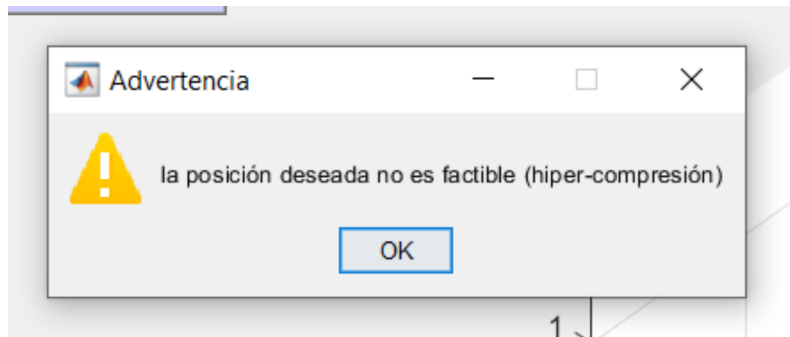 Advertencia
la posición deseada no es factible (hiper-compresión)
OK
1